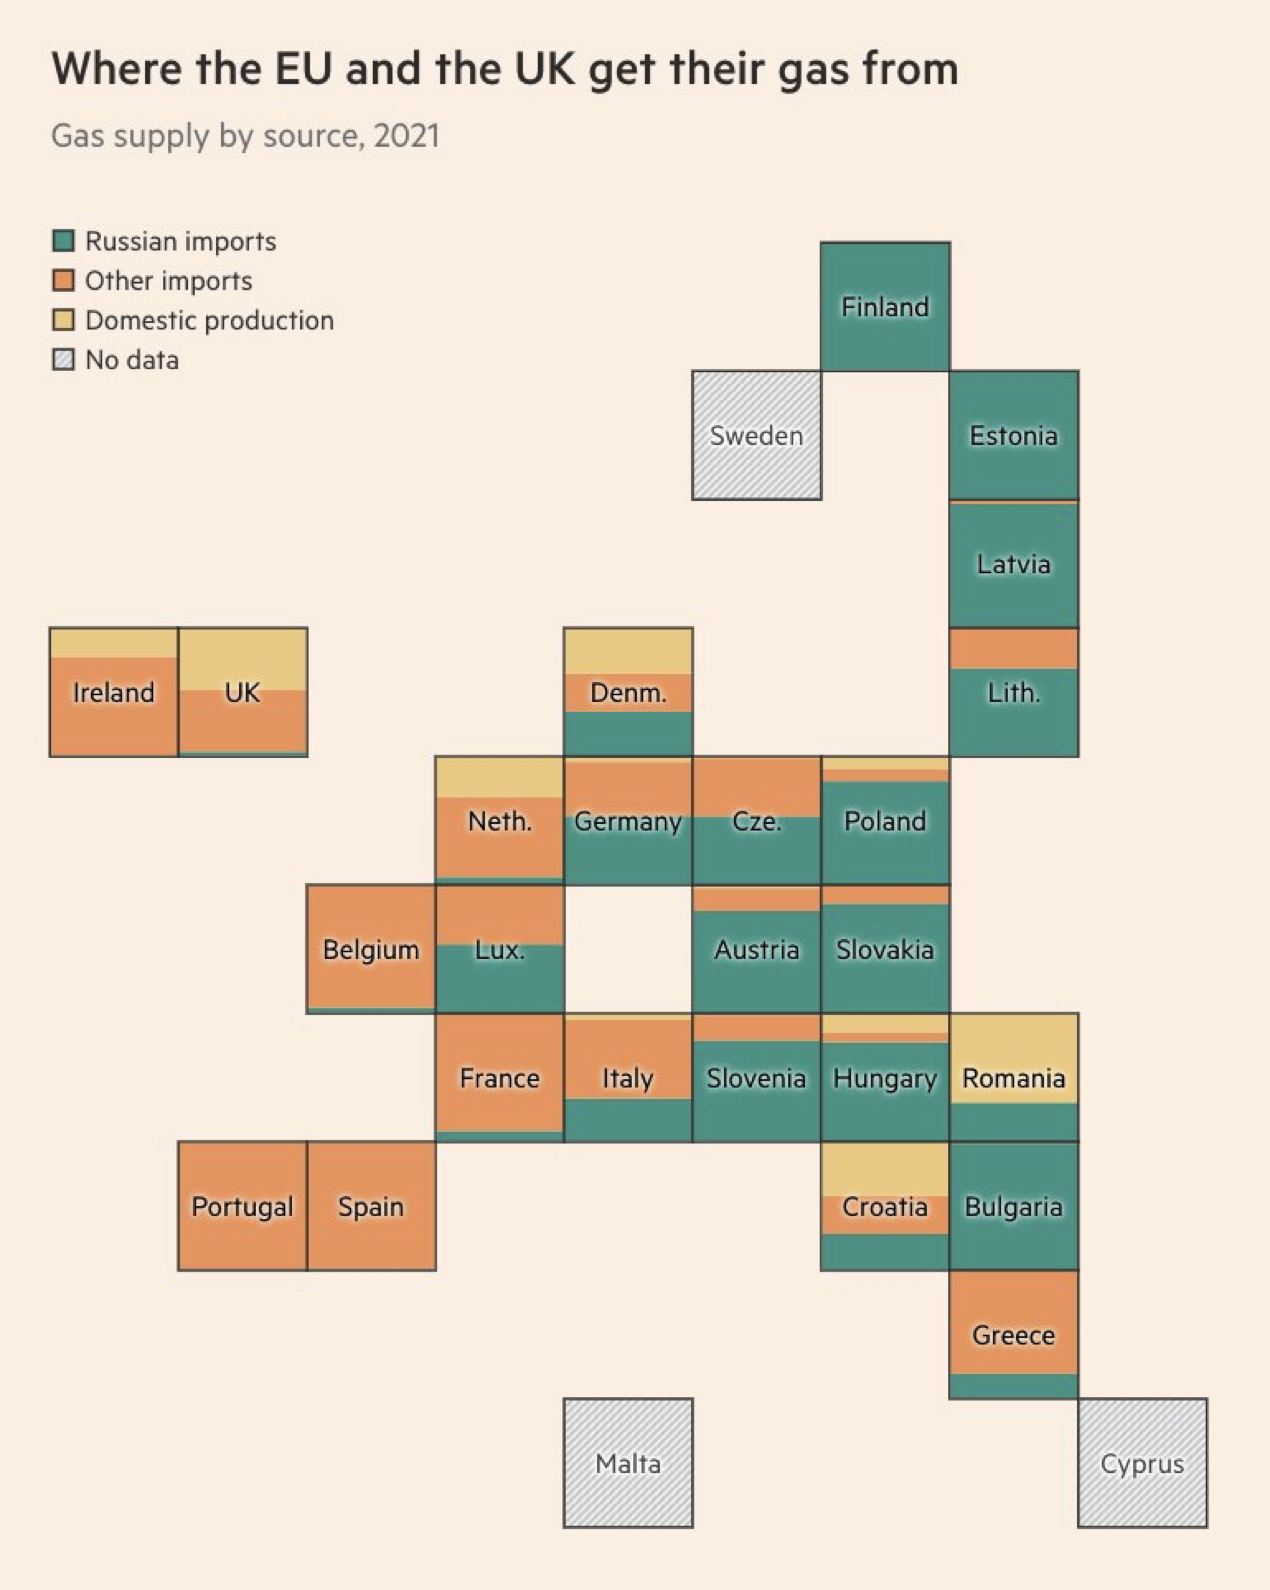 Where the EU and the UK get their gas from
Gas supply by source, 2021
Russian imports
Other imports
Domestic production
No data
Finland
Sweden
Estonia
Latvia
Ireland
UK
Denm.
Lith.
Neth.
Germany
Cze.
Poland
Belgium
Lux.
Austria
Slovakia
France
Italy
Slovenia
Hungary
Romania
Portugal
Spain
Croatia
Bulgaria
Greece
Malta
Cyprus